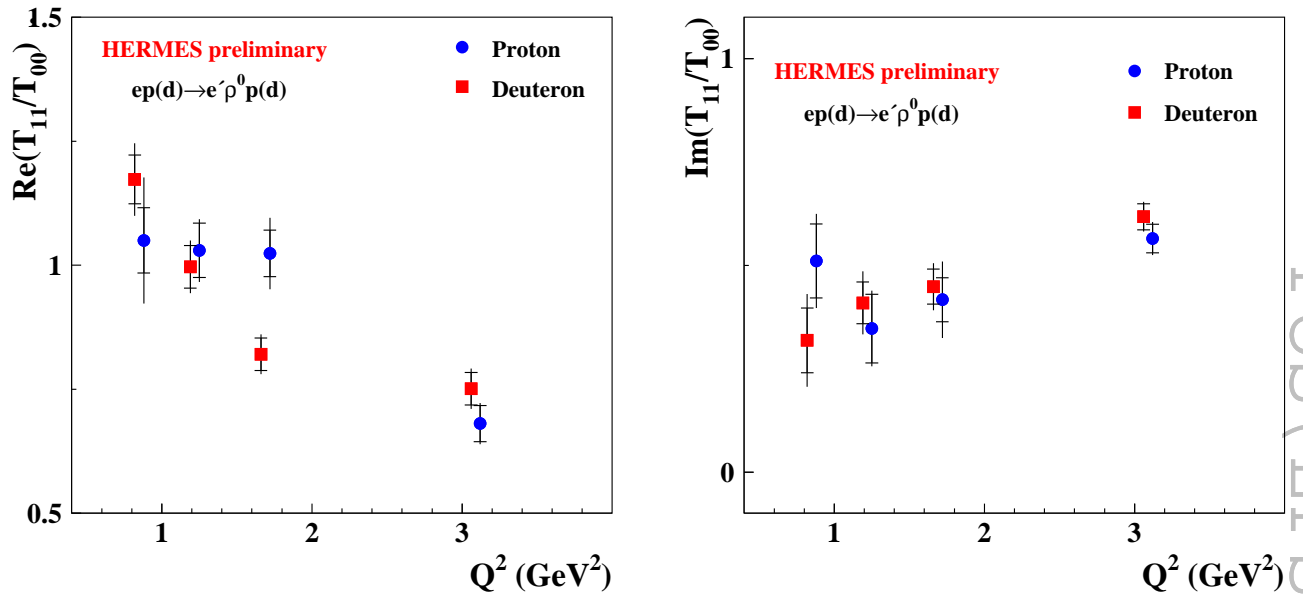 Re(T₁₁/T₀₀)
1.5
1
0.5
HERMES preliminary
ep(d)→e´ρ⁰p(d)
Proton
Deuteron
1 2 3
Q² (GeV²)
Im(T₁₁/T₀₀)
1
0
HERMES preliminary
ep(d)→e´ρ⁰p(d)
Proton
Deuteron
1 2 3
Q² (GeV²)